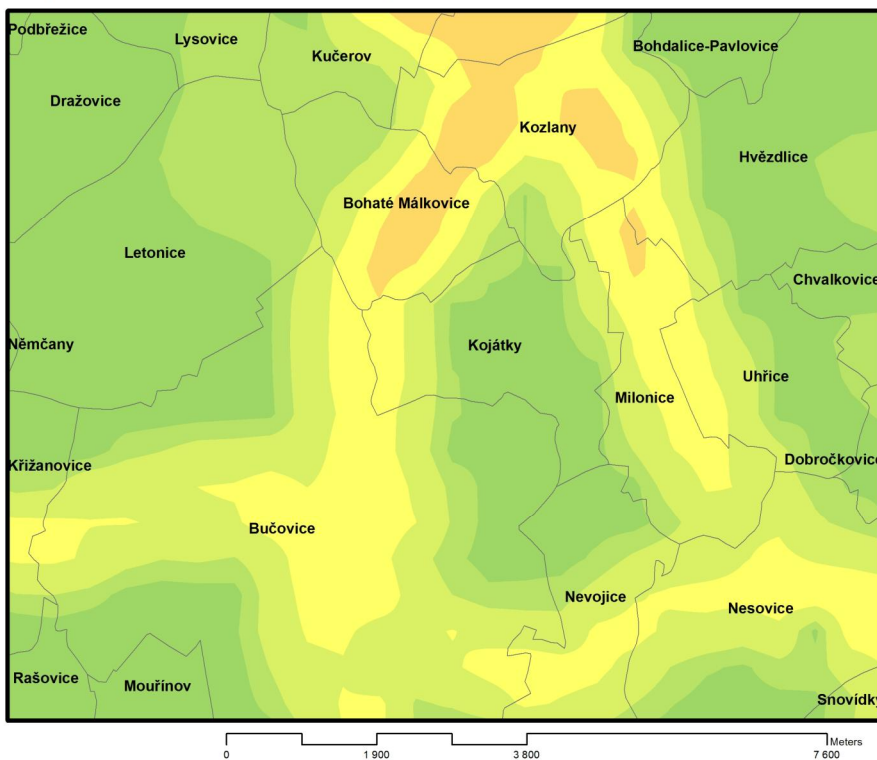 Podbřežice
Lysovice
Kučerov
Bohdalice-Pavlovice
Dražovice
Kozlany
Hvězdlice
Bohaté Málkovice
Letonice
Chvalkovice
Němčany
Kojátky
Uhřice
Milonice
Křižanovice
Dobročkovice
Bučovice
Nevojice
Nesovice
Rašovice
Mouřínov
Snovídky
Meters
0 1 900 3 800 7 600